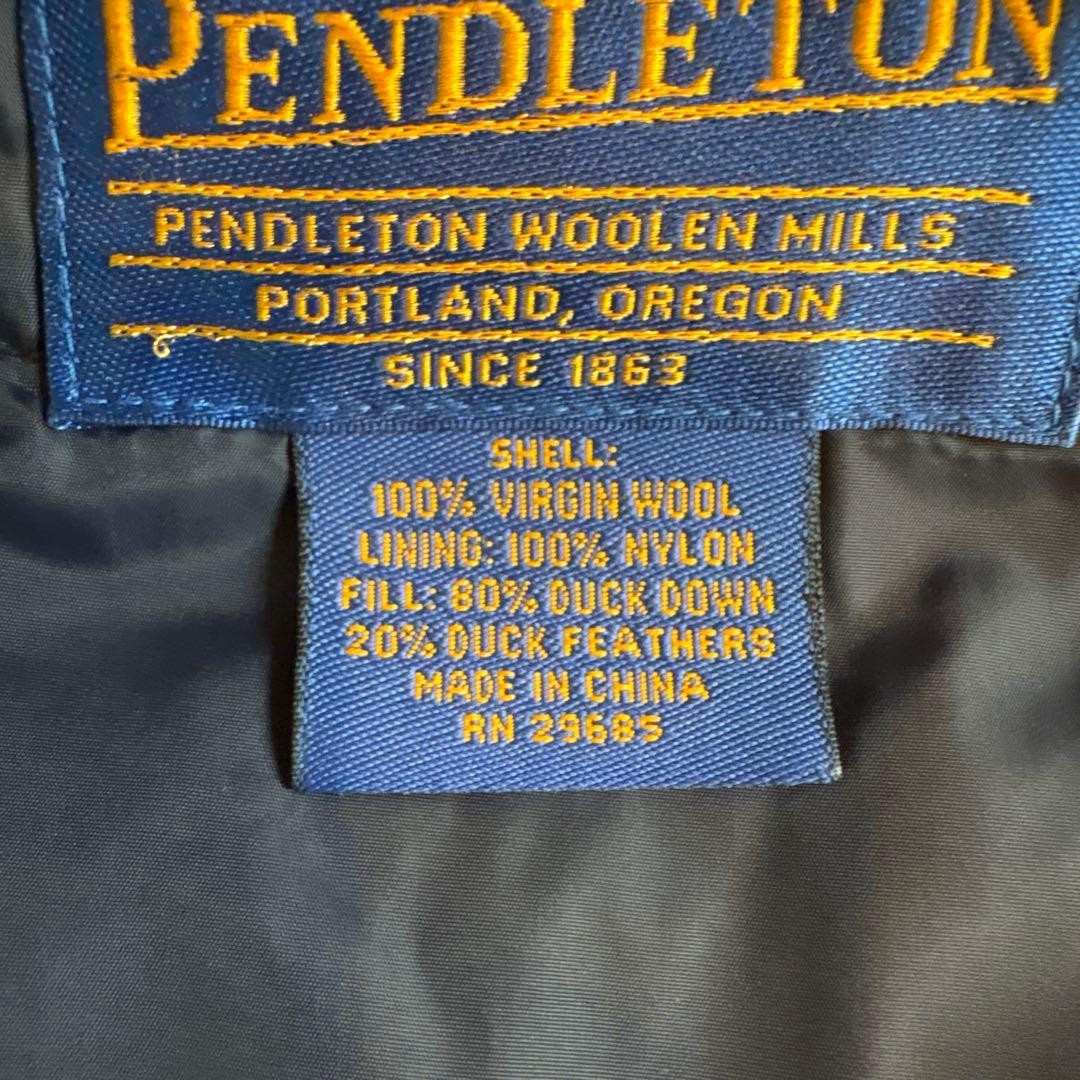 PENDLETON
PENDLETON WOOLEN MILLS
PORTLAND, OREGON
SINCE 1863
SHELL:
100% VIRGIN WOOL
LINING: 100% NYLON
FILL: 80% DUCK DOWN
20% DUCK FEATHERS
MADE IN CHINA
RN 29685